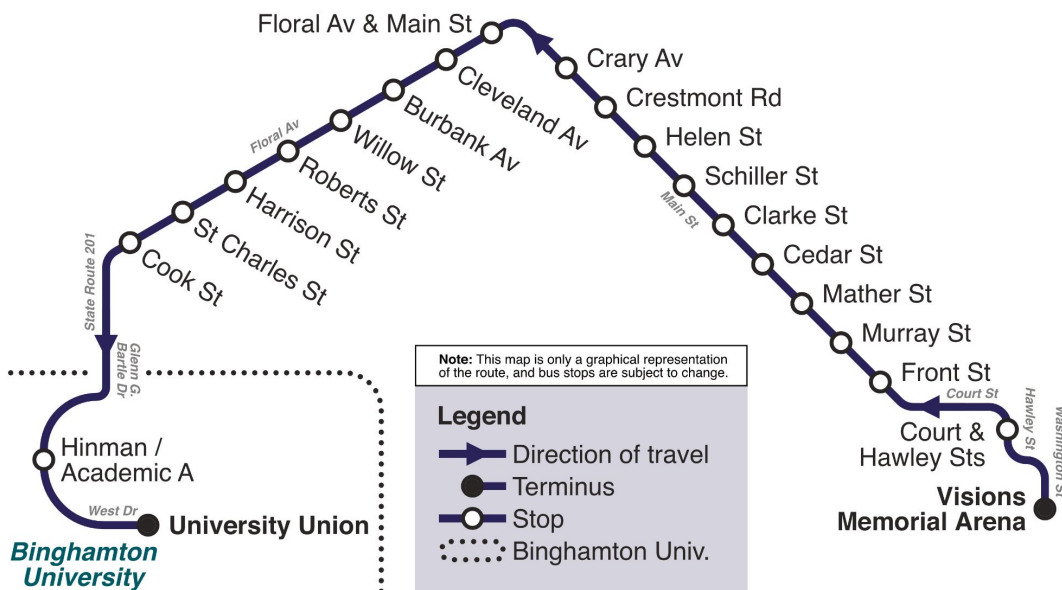 Floral Av & Main St
Cleveland Av
Burbank Av
Willow St
Roberts St
Harrison St
St Charles St
Cook St
Floral Av
State Route 201
Glenn G.
Bartle Dr
Hinman /
Academic A
West Dr
University Union
Binghamton
University
Crary Av
Crestmont Rd
Helen St
Schiller St
Main St
Clarke St
Cedar St
Mather St
Murray St
Front St
Court St
Court &
Hawley Sts
Hawley St
Washington St
Visions
Memorial Arena
Note: This map is only a graphical representation
of the route, and bus stops are subject to change.
Legend
Direction of travel
Terminus
Stop
Binghamton Univ.